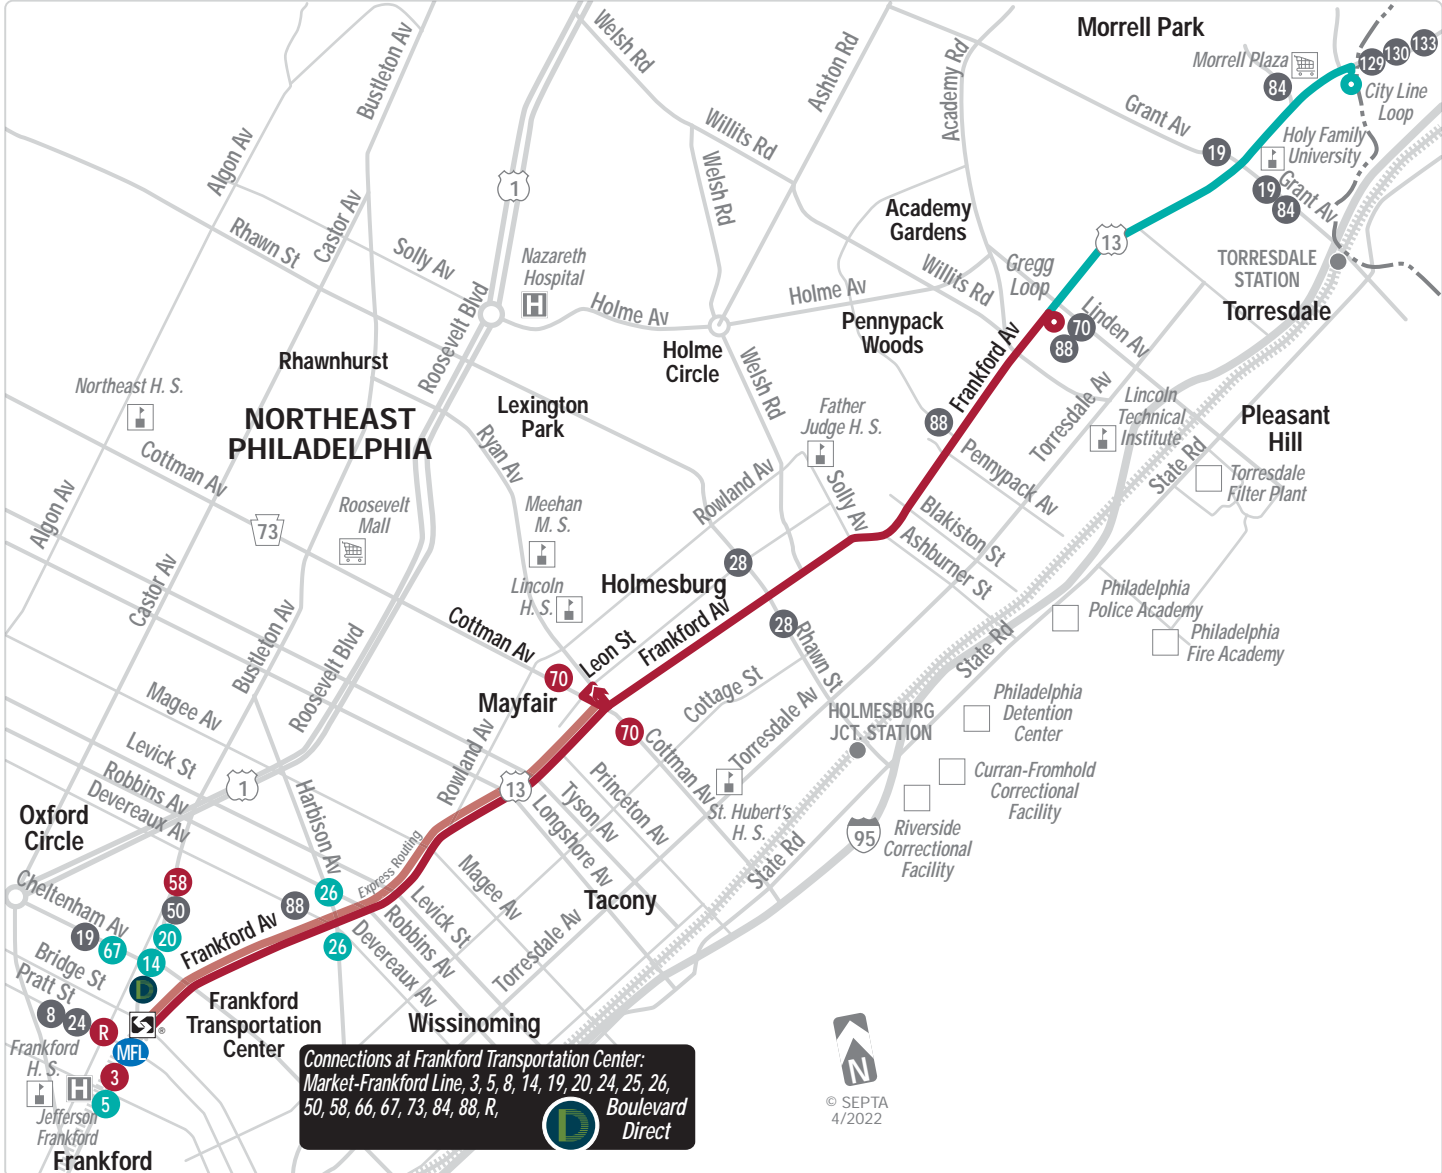 Morrell Park
Morrell Plaza
84
129
130
133
City Line
Loop
Bustleton Av
Welsh Rd
Ashton Rd
Academy Rd
Grant Av
19
Holy Family
University
Grant Av
19
84
Algon Av
Willits Rd
Welsh Rd
1
Castor Av
Rhawn St
Solly Av
Nazareth
Hospital
H
Academy
Gardens
13
TORRESDALE
STATION
Torresdale
Gregg
Loop
Willits Rd
Holme Av
Holme Av
Roosevelt Blvd
Pennypack
Woods
70
88
Linden Av
Holme
Circle
Rhawnhurst
Northeast H. S.
NORTHEAST
PHILADELPHIA
Lexington
Park
Welsh Rd
Frankford Av
Torresdale Av
Father
Judge H. S.
88
Lincoln
Technical
Institute
Pleasant
Hill
Ryan Av
Cottman Av
Pennypack Av
State Rd
Torresdale
Filter Plant
Algon Av
73
Roosevelt
Mall
Meehan
M. S.
Rowland Av
Solly Av
Blakiston St
Ashburner St
28
Lincoln
H. S.
Holmesburg
Castor Av
Philadelphia
Police Academy
Cottman Av
Leon St
Frankford Av
28
Rhawn St
State Rd
Philadelphia
Fire Academy
Bustleton Av
Roosevelt Blvd
70
Mayfair
Cottage St
Torresdale Av
Magee Av
70
Cottman Av
HOLMESBURG
JCT. STATION
Philadelphia
Detention
Center
Levick St
Robbins Av
Devereaux Av
1
Rowland Av
13
Princeton Av
Tyson Av
Longshore Av
St. Hubert's
H. S.
Curran-Fromhold
Correctional
Facility
Oxford
Circle
Harbison Av
Express Routing
State Rd
95
Riverside
Correctional
Facility
Cheltenham Av
58
50
20
14
D
88
26
26
Magee Av
Levick St
Robbins Av
Devereaux Av
Tacony
Torresdale Av
19
67
Frankford Av
Bridge St
Pratt St
8
24
R
MFL
3
5
S
®
Frankford
Transportation
Center
Wissinoming
Frankford
H. S.
H
Jefferson
Frankford
Frankford
Connections at Frankford Transportation Center:
Market-Frankford Line, 3, 5, 8, 14, 19, 20, 24, 25, 26,
50, 58, 66, 67, 73, 84, 88, R,
D
Boulevard
Direct
N
© SEPTA
4/2022